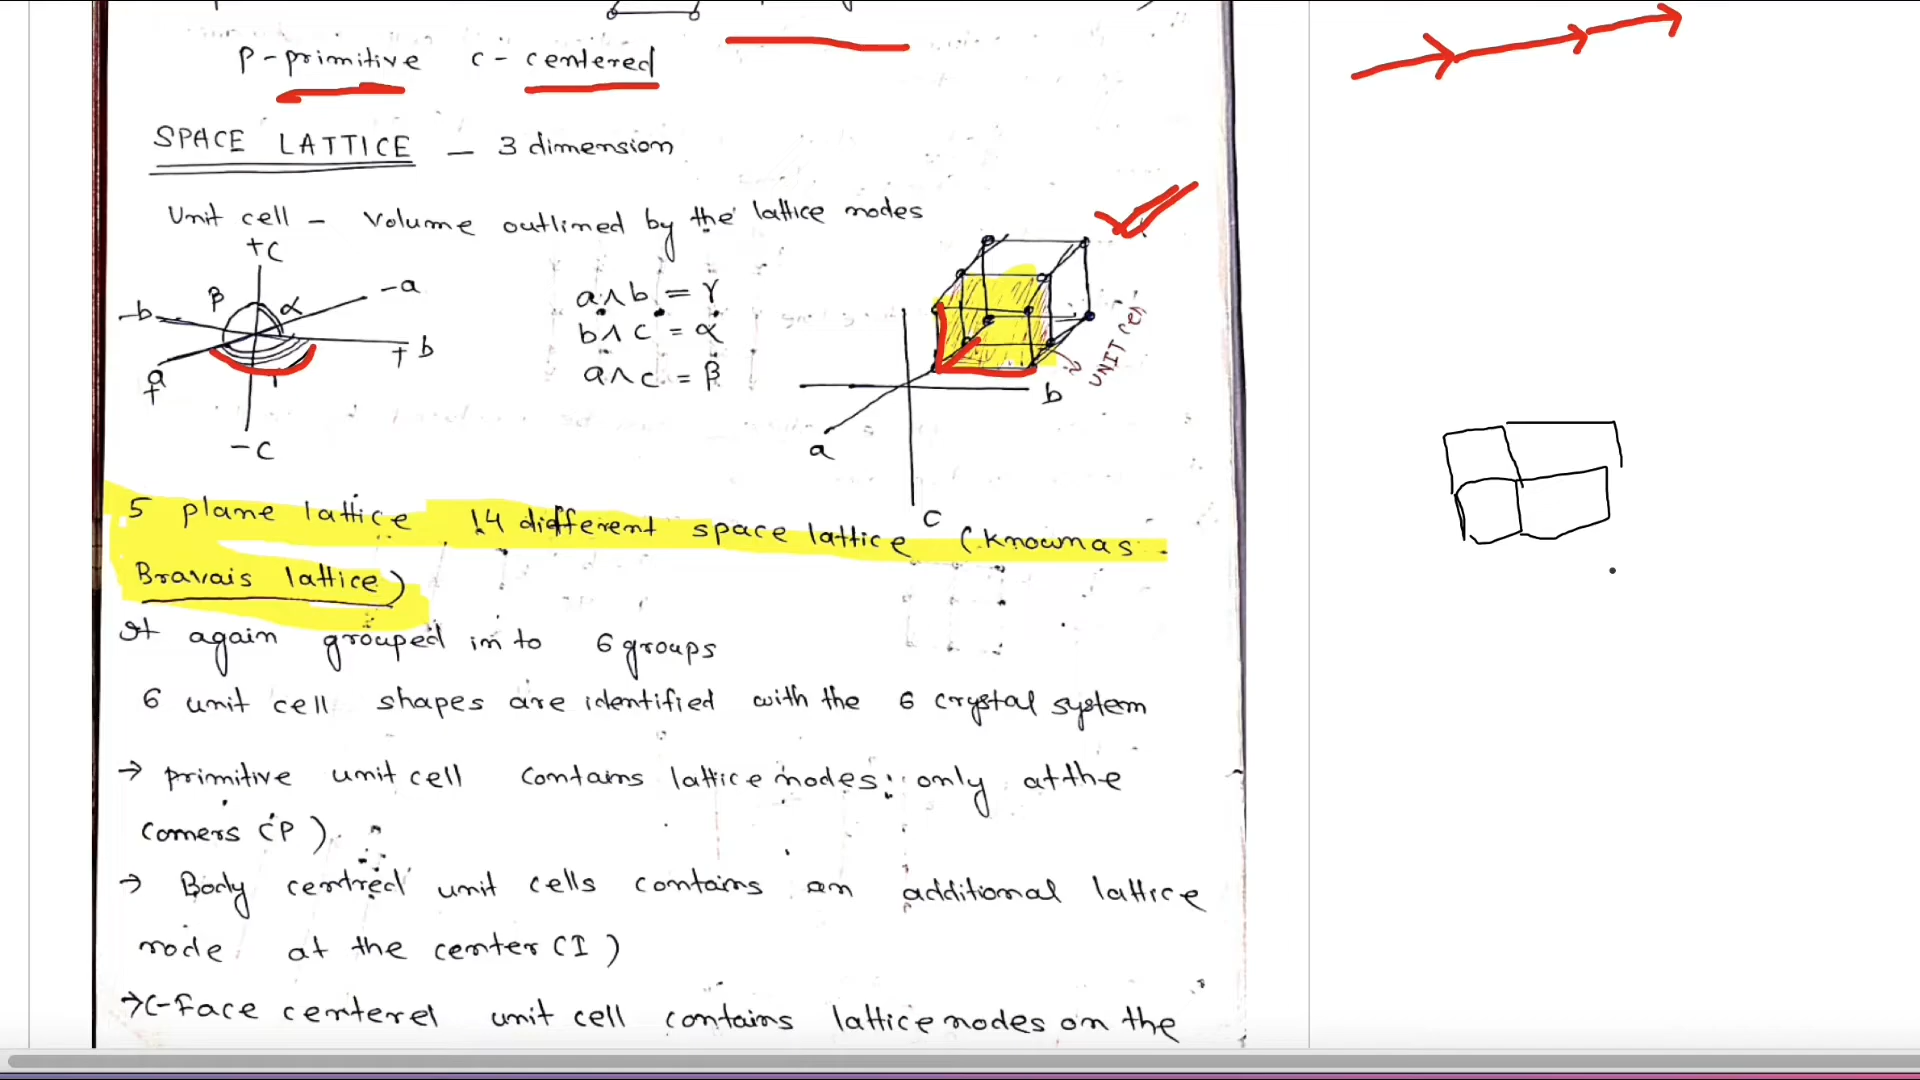 P - primitive   c - centered
SPACE LATTICE — 3 dimension
Unit cell - volume outlined by the lattice nodes
+c
β α -a
-b
a∧b = γ
b∧c = α
a∧c = β
+ b
a
+
-c
UNIT Cell
b
a
c
5 plane lattice 14 different space lattice (known as
Bravais lattice)
It again grouped in to 6 groups
6 unit cell shapes are identified with the 6 crystal system
→ primitive unit cell contains lattice nodes only at the
corners (P)
→ Body centred unit cells contains an additional lattice
node at the center (I)
→ C-Face centered unit cell contains lattice nodes on the